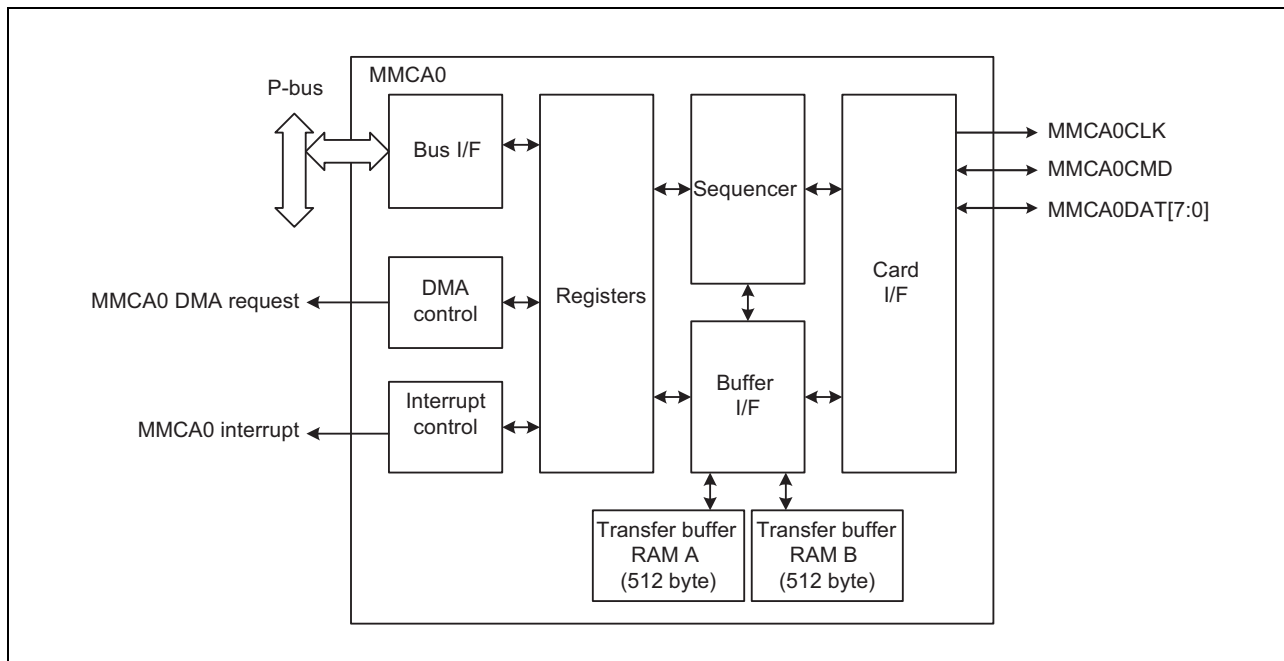 MMCA0
P-bus
Bus I/F
DMA
control
Interrupt
control
Registers
Sequencer
Buffer
I/F
Card
I/F
Transfer buffer
RAM A
(512 byte)
Transfer buffer
RAM B
(512 byte)
MMCA0 DMA request
MMCA0 interrupt
MMCA0CLK
MMCA0CMD
MMCA0DAT[7:0]